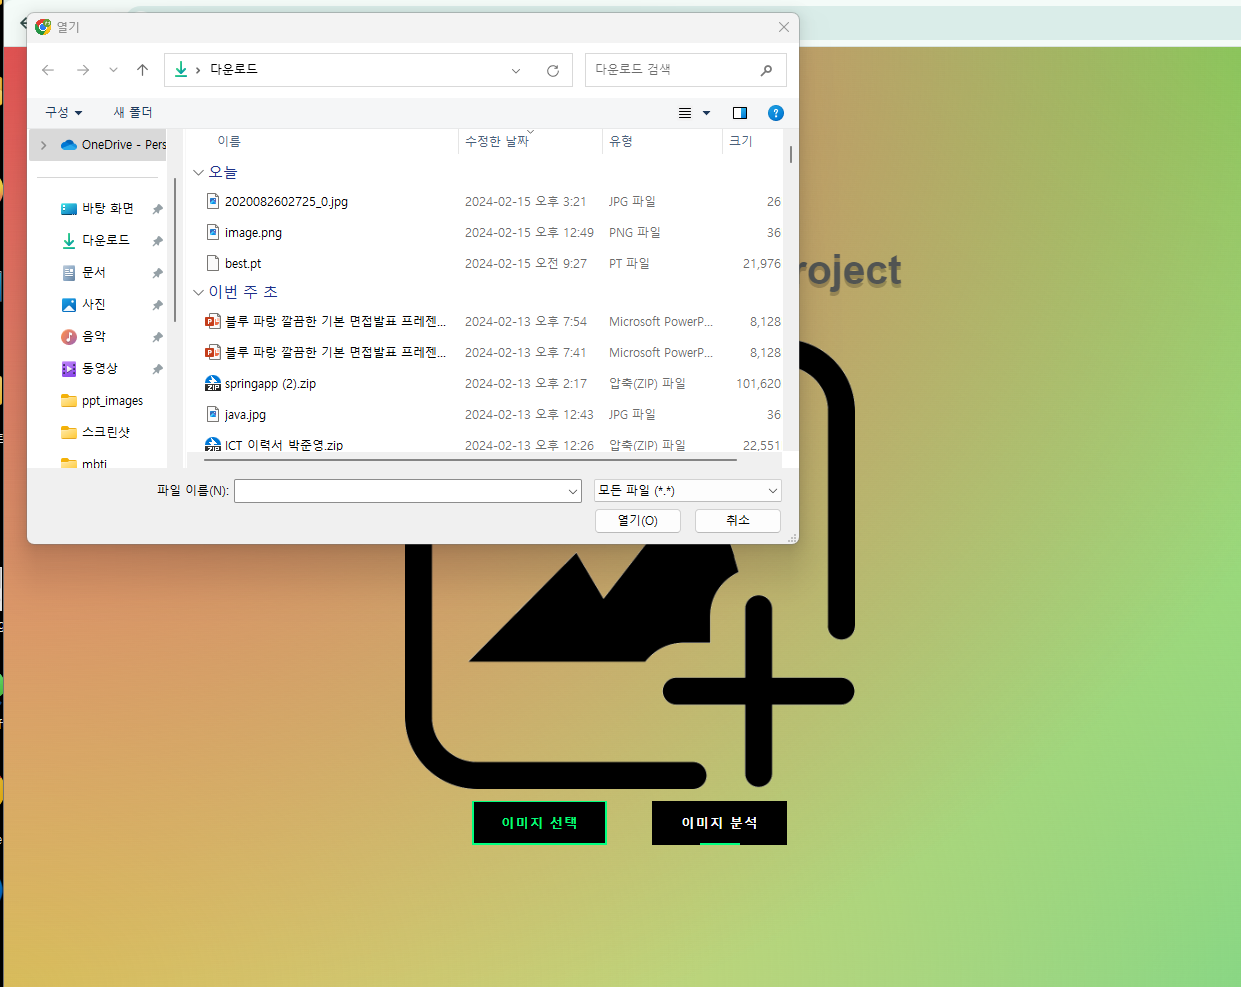 열기
다운로드
다운로드 검색
구성
새 폴더
OneDrive - Pers
바탕 화면
다운로드
문서
사진
음악
동영상
ppt_images
스크린샷
mbti
이름 수정한 날짜 유형 크기
오늘
2020082602725_0.jpg 2024-02-15 오후 3:21 JPG 파일 26
image.png 2024-02-15 오후 12:49 PNG 파일 36
best.pt 2024-02-15 오전 9:27 PT 파일 21,976
이번 주 초
블루 파랑 깔끔한 기본 면접발표 프레젠... 2024-02-13 오후 7:54 Microsoft PowerP... 8,128
블루 파랑 깔끔한 기본 면접발표 프레젠... 2024-02-13 오후 7:41 Microsoft PowerP... 8,128
springapp (2).zip 2024-02-13 오후 2:17 압축(ZIP) 파일 101,620
java.jpg 2024-02-13 오후 12:43 JPG 파일 36
ICT 이력서 박준영.zip 2024-02-13 오후 12:26 압축(ZIP) 파일 22,551
파일 이름(N):
모든 파일 (*.*)
열기(O)
취소
roject
이미지 선택
이미지 분석